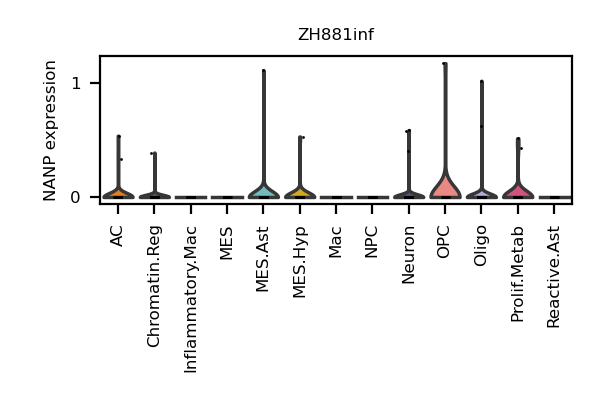 ZH881inf
NANP expression
1
0
AC
Chromatin.Reg
Inflammatory.Mac
MES
MES.Ast
MES.Hyp
Mac
NPC
Neuron
OPC
Oligo
Prolif.Metab
Reactive.Ast